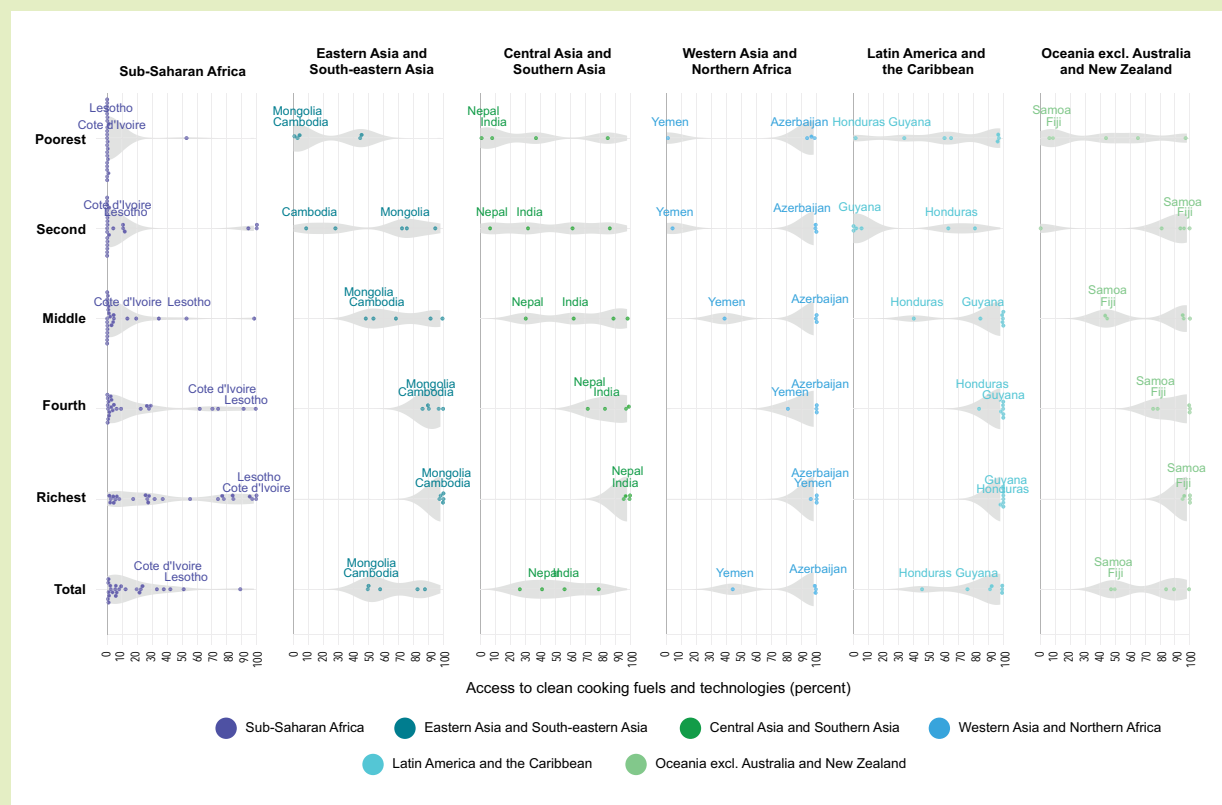 Sub-Saharan Africa
Eastern Asia and
South-eastern Asia
Central Asia and
Southern Asia
Western Asia and
Northern Africa
Latin America and
the Caribbean
Oceania excl. Australia
and New Zealand
Poorest
Lesotho
Cote d'Ivoire
Mongolia
Cambodia
Nepal
India
Yemen
Azerbaijan
Honduras Guyana
Samoa
Fiji
Second
Cote d'Ivoire
Lesotho
Cambodia
Mongolia
Nepal
India
Yemen
Azerbaijan
Guyana
Honduras
Samoa
Fiji
Middle
Cote d'Ivoire
Lesotho
Mongolia
Cambodia
Nepal
India
Yemen
Azerbaijan
Honduras
Guyana
Samoa
Fiji
Fourth
Cote d'Ivoire
Lesotho
Mongolia
Cambodia
Nepal
India
Azerbaijan
Yemen
Honduras
Guyana
Samoa
Fiji
Richest
Lesotho
Cote d'Ivoire
Mongolia
Cambodia
Nepal
India
Azerbaijan
Yemen
Guyana
Honduras
Samoa
Fiji
Total
Cote d'Ivoire
Lesotho
Mongolia
Cambodia
Nepal
India
Yemen
Azerbaijan
Honduras Guyana
Samoa
Fiji
0 10 20 30 40 50 60 70 80 90 100
0 10 20 30 40 50 60 70 80 90 100
0 10 20 30 40 50 60 70 80 90 100
0 10 20 30 40 50 60 70 80 90 100
0 10 20 30 40 50 60 70 80 90 100
0 10 20 30 40 50 60 70 80 90 100
Access to clean cooking fuels and technologies (percent)
Sub-Saharan Africa
Eastern Asia and South-eastern Asia
Central Asia and Southern Asia
Western Asia and Northern Africa
Latin America and the Caribbean
Oceania excl. Australia and New Zealand